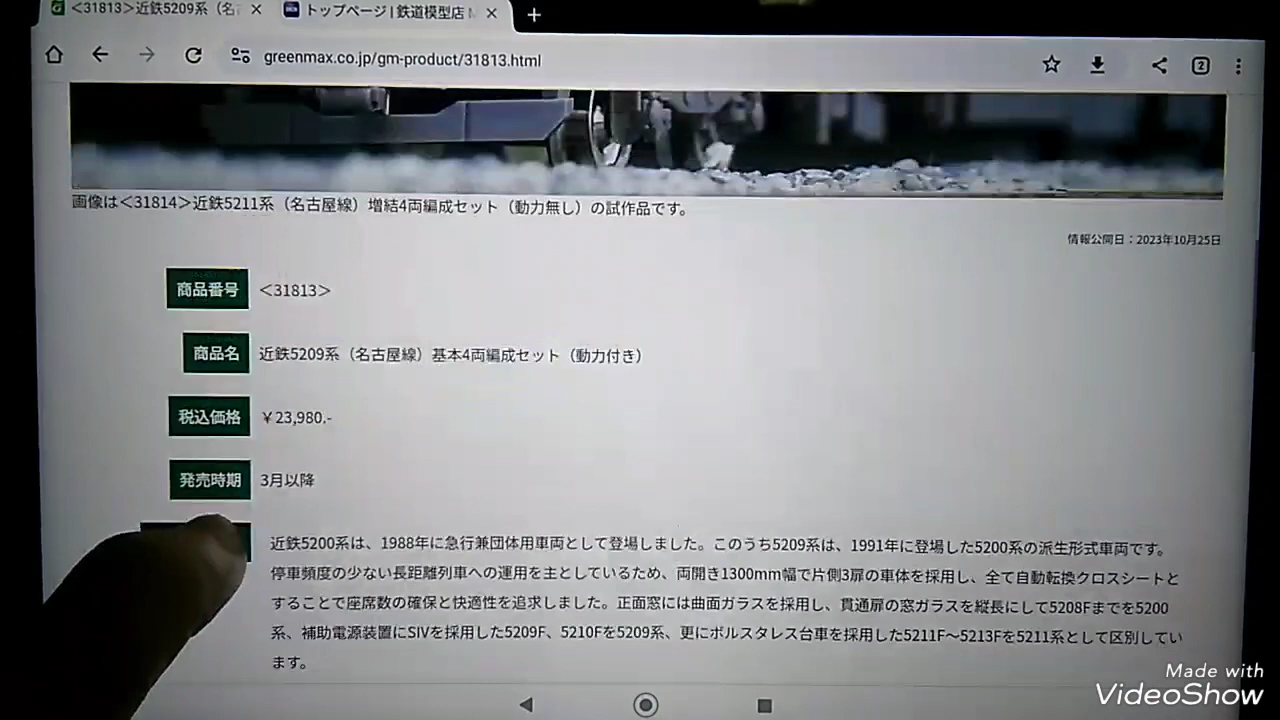 <31813>近鉄5209系（名
トップページ | 鉄道模型店
greenmax.co.jp/gm-product/31813.html
2
画像は＜31814＞近鉄5211系（名古屋線）増結4両編成セット（動力無し）の試作品です。
情報公開日：2023年10月25日
商品番号 ＜31813＞
商品名 近鉄5209系（名古屋線）基本4両編成セット（動力付き）
税込価格 ￥23,980.-
発売時期 3月以降
近鉄5200系は、1988年に急行兼団体用車両として登場しました。このうち5209系は、1991年に登場した5200系の派生形式車両です。
停車頻度の少ない長距離列車への運用を主としているため、両開き1300mm幅で片側3扉の車体を採用し、全て自動転換クロスシートと
することで座席数の確保と快適性を追求しました。正面窓には曲面ガラスを採用し、貫通扉の窓ガラスを縦長にして5208Fまでを5200
系、補助電源装置にSIVを採用した5209F、5210Fを5209系、更にボルスタレス台車を採用した5211F～5213Fを5211系として区別してい
ます。
Made with
VideoShow